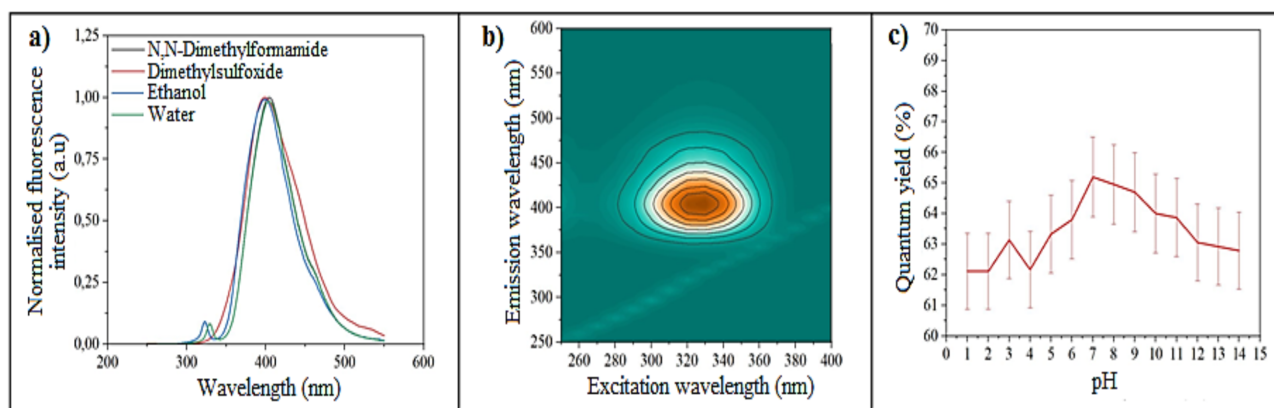 a)
N,N-Dimethylformamide
Dimethylsulfoxide
Ethanol
Water
1,25
1,00
0,75
0,50
0,25
0,00
200
300
400
500
600
Normalised fluorescence
intensity (a.u)
Wavelength (nm)
b)
600
550
500
450
400
350
300
250
260
280
300
320
340
360
380
400
Emission wavelength (nm)
Excitation wavelength (nm)
c)
70
69
68
67
66
65
64
63
62
61
60
0 1 2 3 4 5 6 7 8 9 10 11 12 13 14 15
Quantum yield (%)
pH